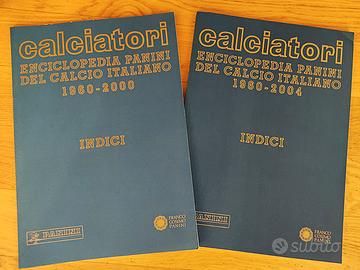 calciatori
ENCICLOPEDIA PANINI
DEL CALCIO ITALIANO
1960-2000
INDICI
PANINI
FRANCO
COSIMO
PANINI
calciatori
ENCICLOPEDIA PANINI
DEL CALCIO ITALIANO
1960-2004
INDICI
PANINI
FRANCO
COSIMO
PANINI
subito